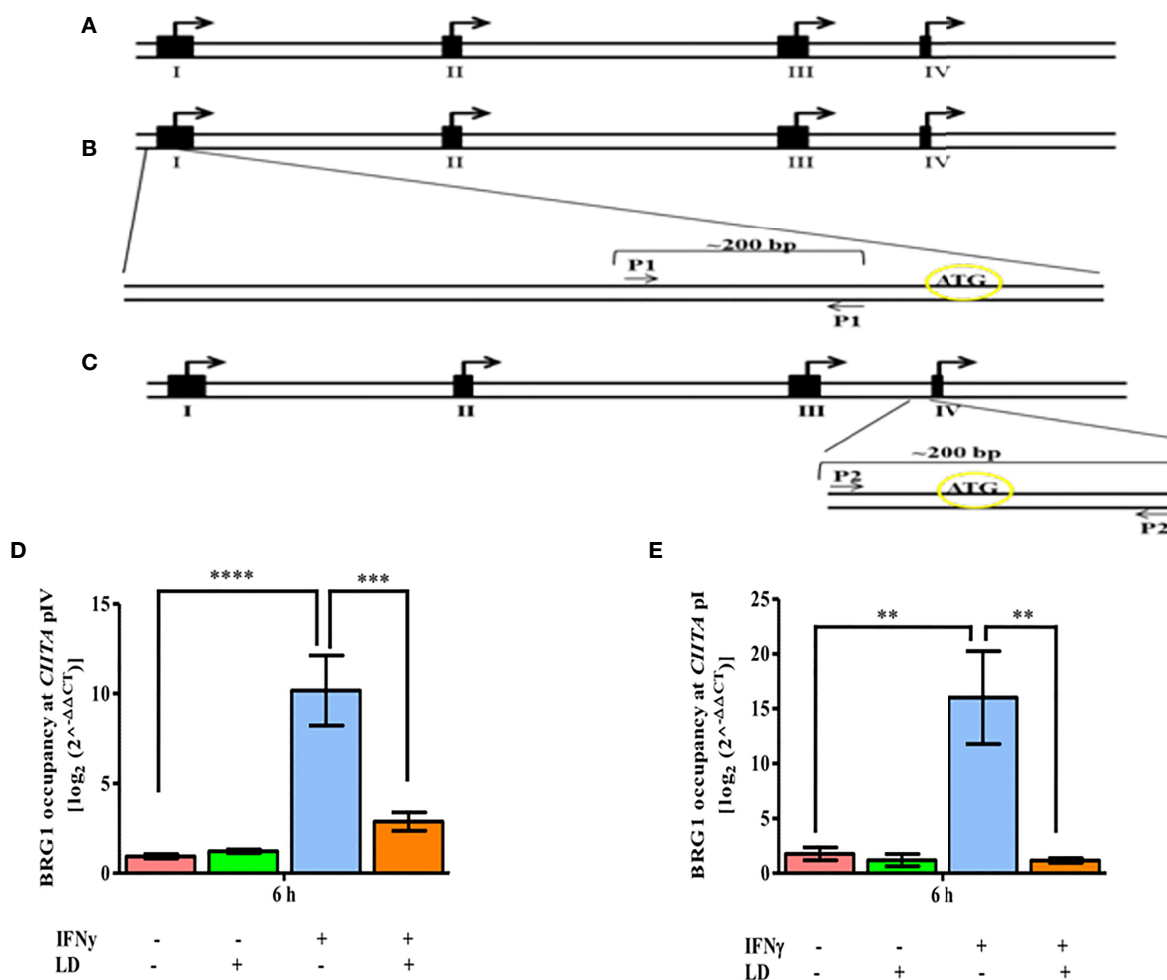 A
I II III IV
B
I II III IV
~200 bp
P1
ATG
P1
C
I II III IV
~200 bp
P2
ATG
P2
D
BRG1 occupancy at CIITA pIV
[log₂ (2^-ΔΔCT)]
15
10
5
0
**** ***
6 h
IFNy - - + +
LD - + - +
E
BRG1 occupancy at CIITA pI
[log₂ (2^-ΔΔCT)]
25
20
15
10
5
0
** **
6 h
IFNγ - - + +
LD - + - +